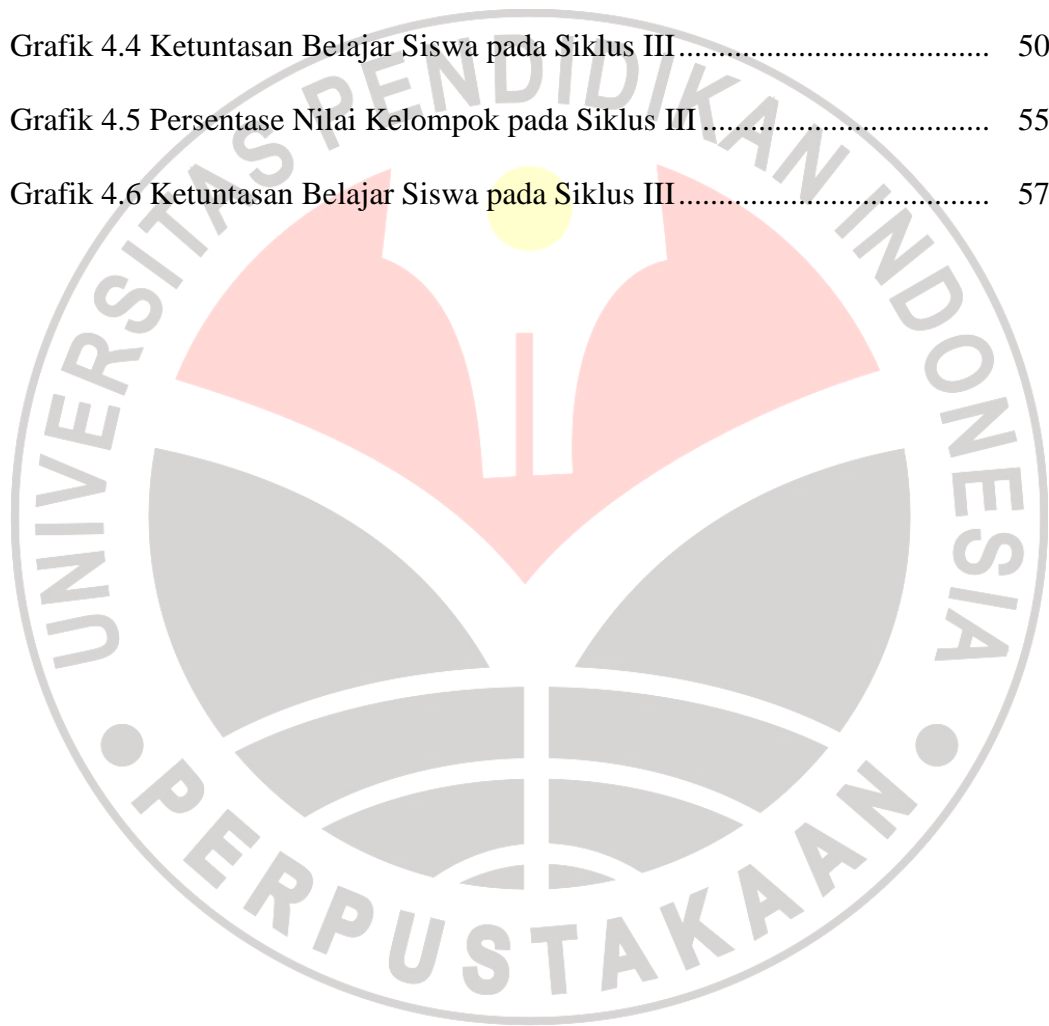 Grafik 4.4 Ketuntasan Belajar Siswa pada Siklus III ....................................... 50
Grafik 4.5 Persentase Nilai Kelompok pada Siklus III .................................... 55
Grafik 4.6 Ketuntasan Belajar Siswa pada Siklus III ....................................... 57
UNIVERSITAS PENDIDIKAN INDONESIA
PERPUSTAKAAN